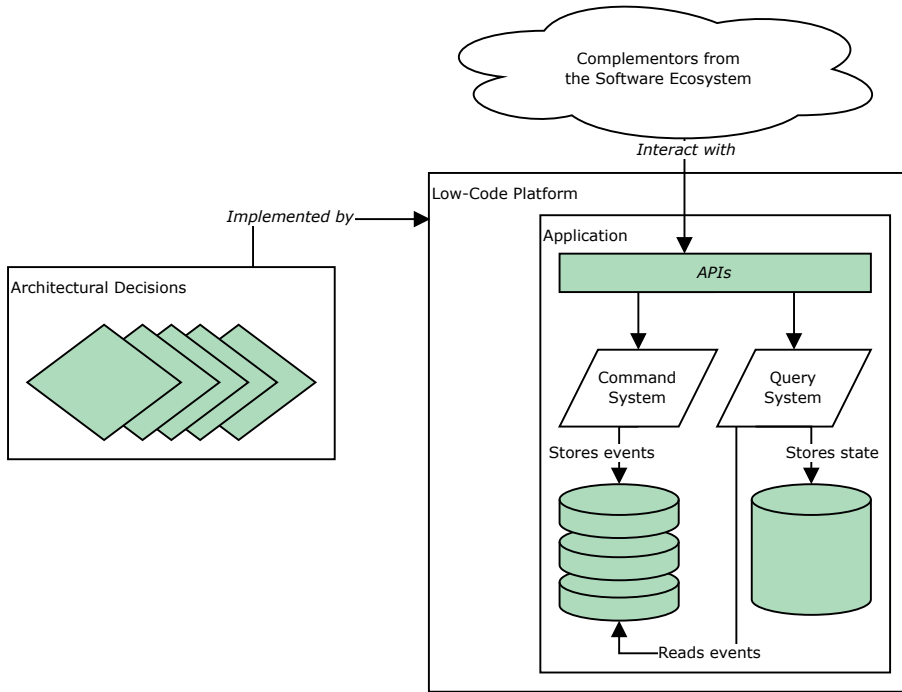 Complementors from
the Software Ecosystem
Interact with
Low-Code Platform
Implemented by
Application
APIs
Architectural Decisions
Command
System
Query
System
Stores events
Stores state
Reads events